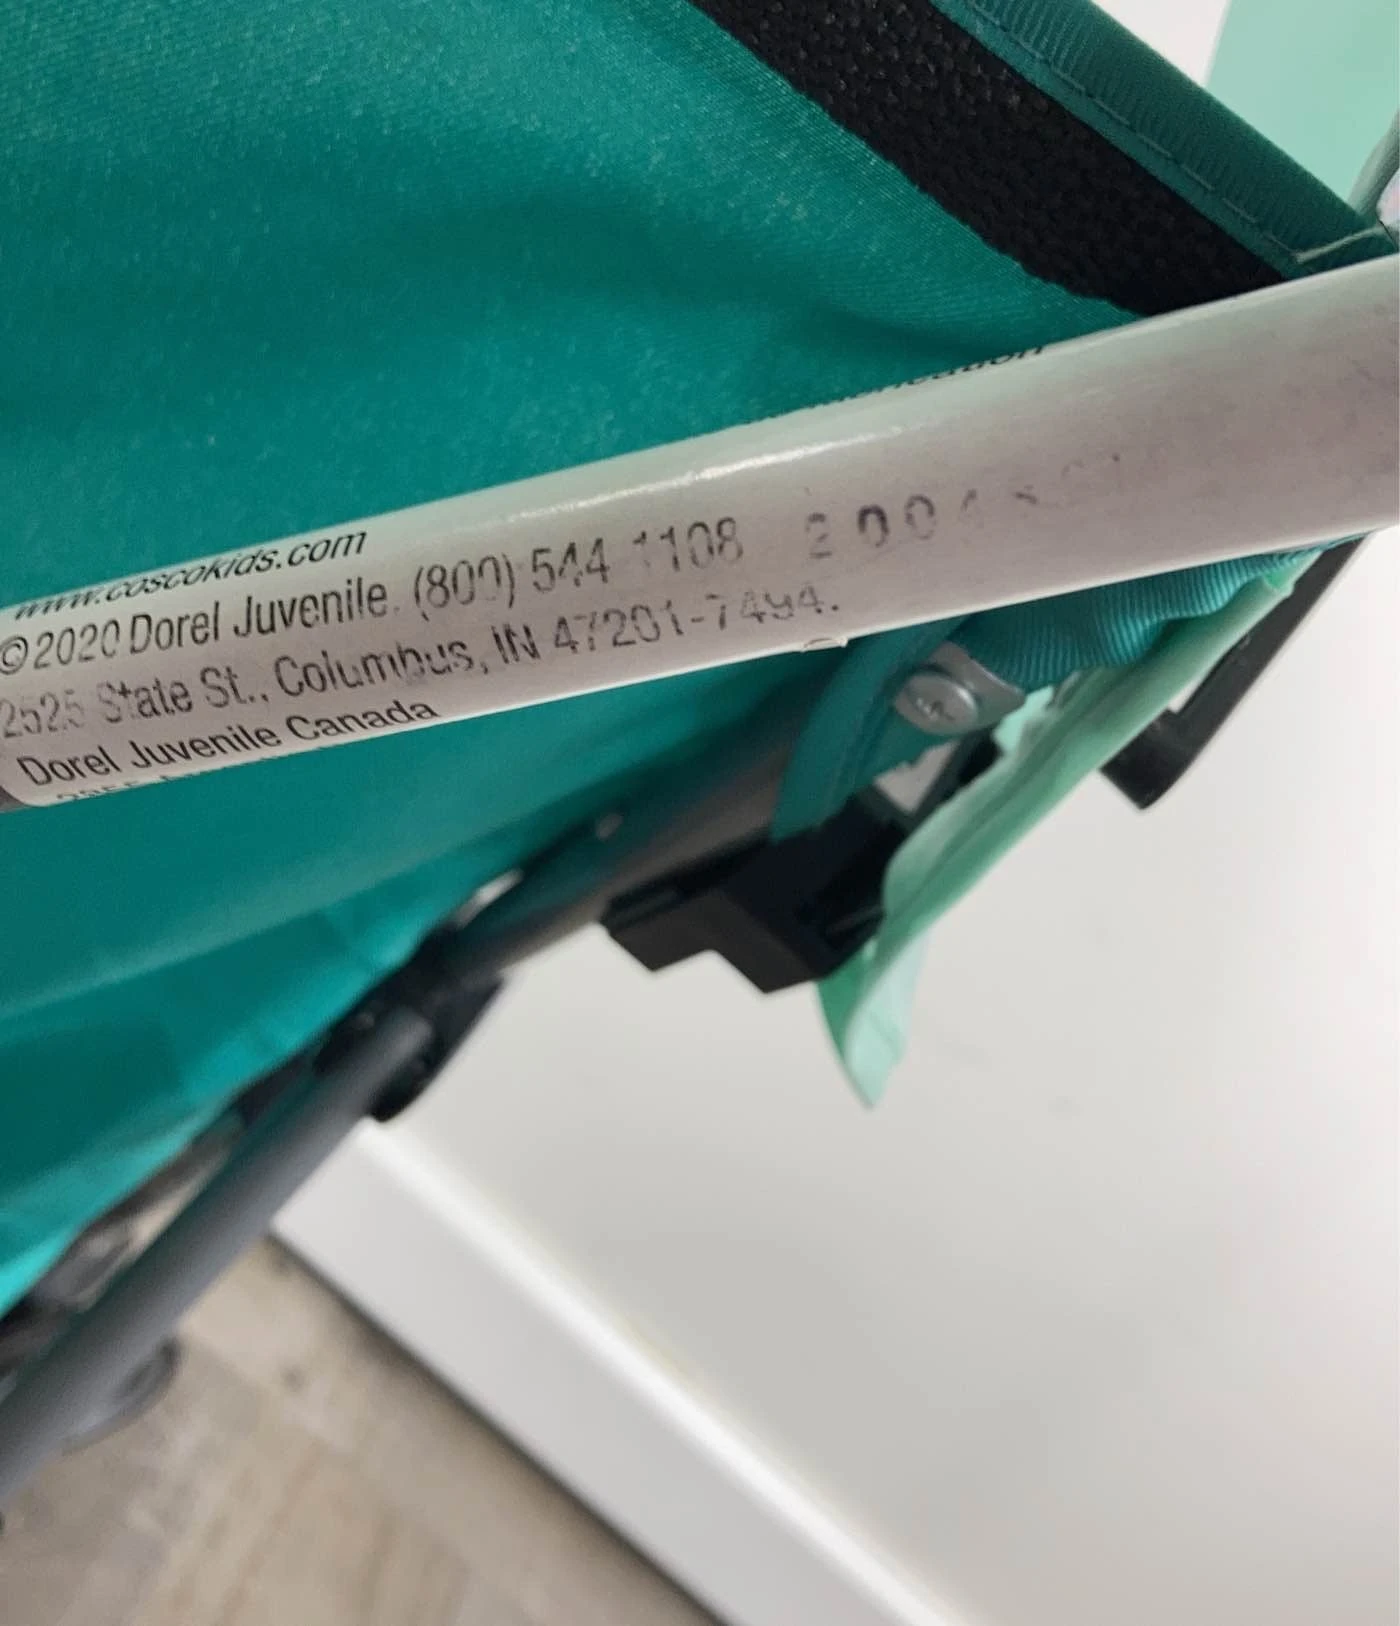 www.coscokids.com
©2020 Dorel Juvenile. (800) 544 1108
2525 State St., Columbus, IN 47201-7494.
Dorel Juvenile Canada